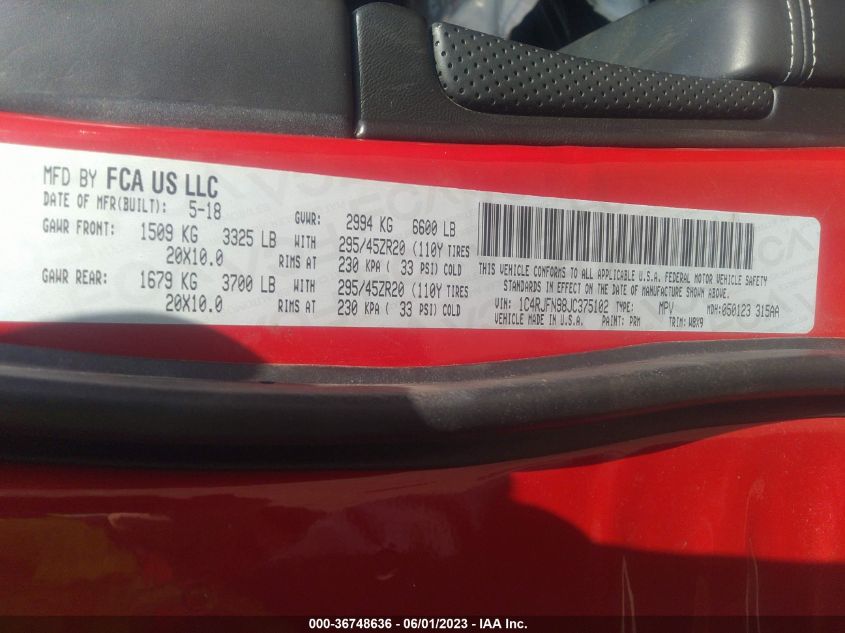 MFD BY FCA US LLC
DATE OF MFR(BUILT): 5-18 GVWR: 2994 KG 6600 LB
GAWR FRONT: 1509 KG 3325 LB WITH 295/45ZR20 (110Y TIRES
20X10.0 RIMS AT 230 KPA ( 33 PSI) COLD
GAWR REAR: 1679 KG 3700 LB WITH 295/45ZR20 (110Y TIRES
20X10.0 RIMS AT 230 KPA ( 33 PSI) COLD
THIS VEHICLE CONFORMS TO ALL APPLICABLE U.S.A. FEDERAL MOTOR VEHICLE SAFETY
STANDARDS IN EFFECT ON THE DATE OF MANUFACTURE SHOWN ABOVE.
VIN: 1C4RJFN98JC375102 TYPE: MPV MDH:050123 315AA
VEHICLE MADE IN U.S.A. PAINT: PRM TRIM: W8X9
000-36748636 - 06/01/2023 - IAA Inc.